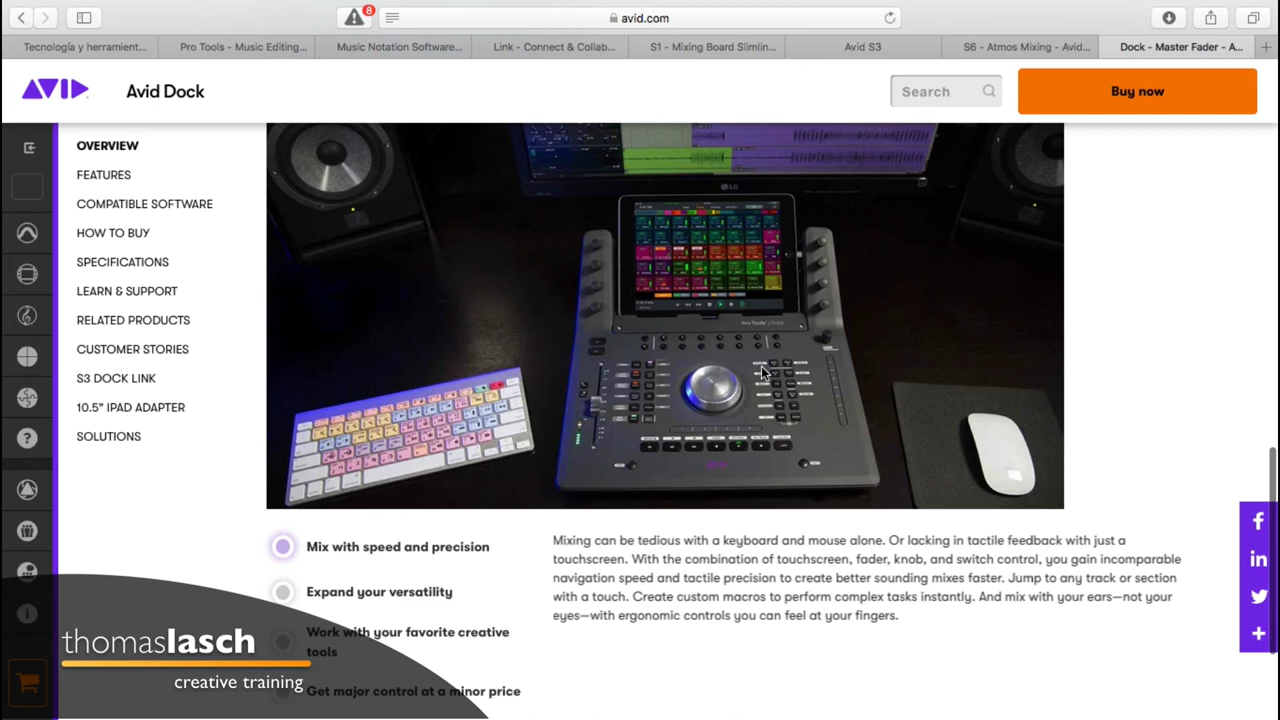 8
avid.com
Tecnología y herramient...
Pro Tools - Music Editing...
Music Notation Software...
Link - Connect & Collab...
S1 - Mixing Board Slimlin...
Avid S3
S6 - Atmos Mixing - Avid...
Dock - Master Fader - A...
AVID
Avid Dock
Search
Buy now
OVERVIEW
FEATURES
COMPATIBLE SOFTWARE
HOW TO BUY
SPECIFICATIONS
LEARN & SUPPORT
RELATED PRODUCTS
CUSTOMER STORIES
S3 DOCK LINK
10.5" IPAD ADAPTER
SOLUTIONS
LG
Pro Tools | Dock
AVID
Mix with speed and precision
Expand your versatility
Work with your favorite creative
tools
Get major control at a minor price
Mixing can be tedious with a keyboard and mouse alone. Or lacking in tactile feedback with just a
touchscreen. With the combination of touchscreen, fader, knob, and switch control, you gain incomparable
navigation speed and tactile precision to create better sounding mixes faster. Jump to any track or section
with a touch. Create custom macros to perform complex tasks instantly. And mix with your ears—not your
eyes—with ergonomic controls you can feel at your fingers.
thomaslasch
creative training